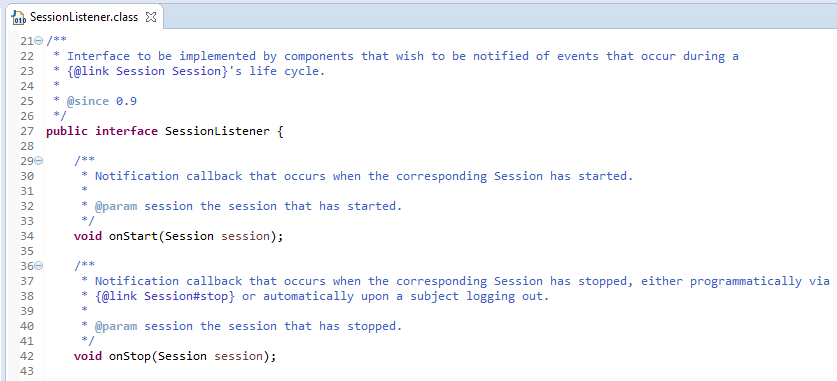 SessionListener.class
21 /**
22  * Interface to be implemented by components that wish to be notified of events that occur during a
23  * {@link Session Session}'s life cycle.
24  *
25  * @since 0.9
26  */
27 public interface SessionListener {
28
29     /**
30      * Notification callback that occurs when the corresponding Session has started.
31      *
32      * @param session the session that has started.
33      */
34     void onStart(Session session);
35
36     /**
37      * Notification callback that occurs when the corresponding Session has stopped, either programmatically via
38      * {@link Session#stop} or automatically upon a subject logging out.
39      *
40      * @param session the session that has stopped.
41      */
42     void onStop(Session session);
43